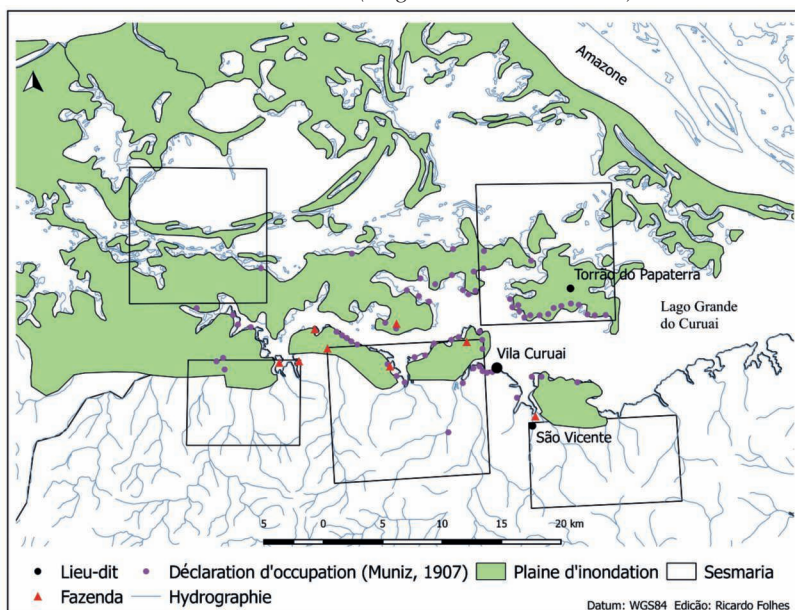 Amazone
Torrão do Papaterra
Lago Grande
do Curuai
Vila Curuai
São Vicente
5 0 5 10 15 20 km
Lieu-dit
Déclaration d'occupation (Muniz, 1907)
Plaine d'inondation
Sesmaria
Fazenda
Hydrographie
Datum: WGS84 Edição: Ricardo Folhes